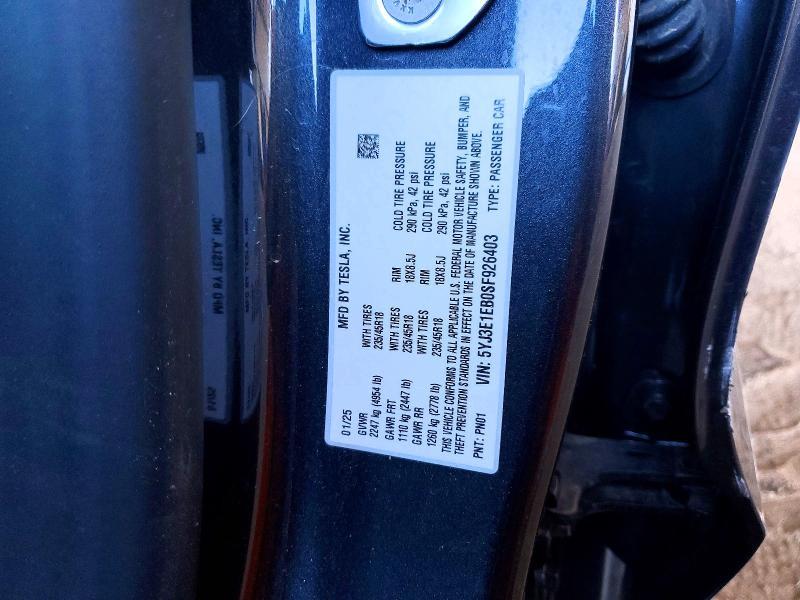 MFD BY TESLA, INC.
01/25
GVWR
2247 kg (4954 lb)
WITH TIRES
235/45R18
GAWR FRT
1110 kg (2447 lb)
WITH TIRES
235/45R18
RIM
18X8.5J
COLD TIRE PRESSURE
290 kPa, 42 psi
GAWR RR
1260 kg (2778 lb)
WITH TIRES
235/45R18
RIM
18X8.5J
COLD TIRE PRESSURE
290 kPa, 42 psi
THIS VEHICLE CONFORMS TO ALL APPLICABLE U.S. FEDERAL MOTOR VEHICLE SAFETY, BUMPER, AND
THEFT PREVENTION STANDARDS IN EFFECT ON THE DATE OF MANUFACTURE SHOWN ABOVE.
PNT: PN01 VIN: 5YJ3E1EB0SF926403 TYPE: PASSENGER CAR